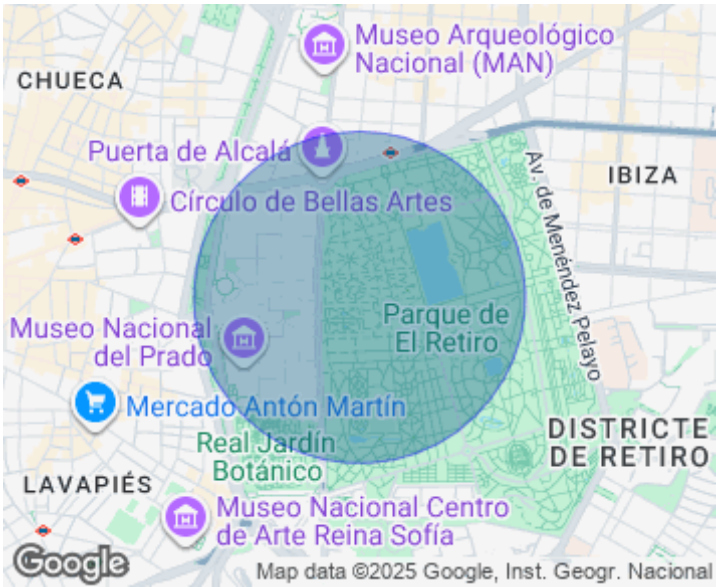 Museo Arqueológico
Nacional (MAN)
CHUECA
Puerta de Alcalá
IBIZA
Av. de Menéndez Pelayo
Círculo de Bellas Artes
Parque de
El Retiro
Museo Nacional
del Prado
Mercado Antón Martín
DISTRICTE
DE RETIRO
Real Jardín
Botánico
LAVAPIÉS
Museo Nacional Centro
de Arte Reina Sofía
Google
Map data ©2025 Google, Inst. Geogr. Nacional